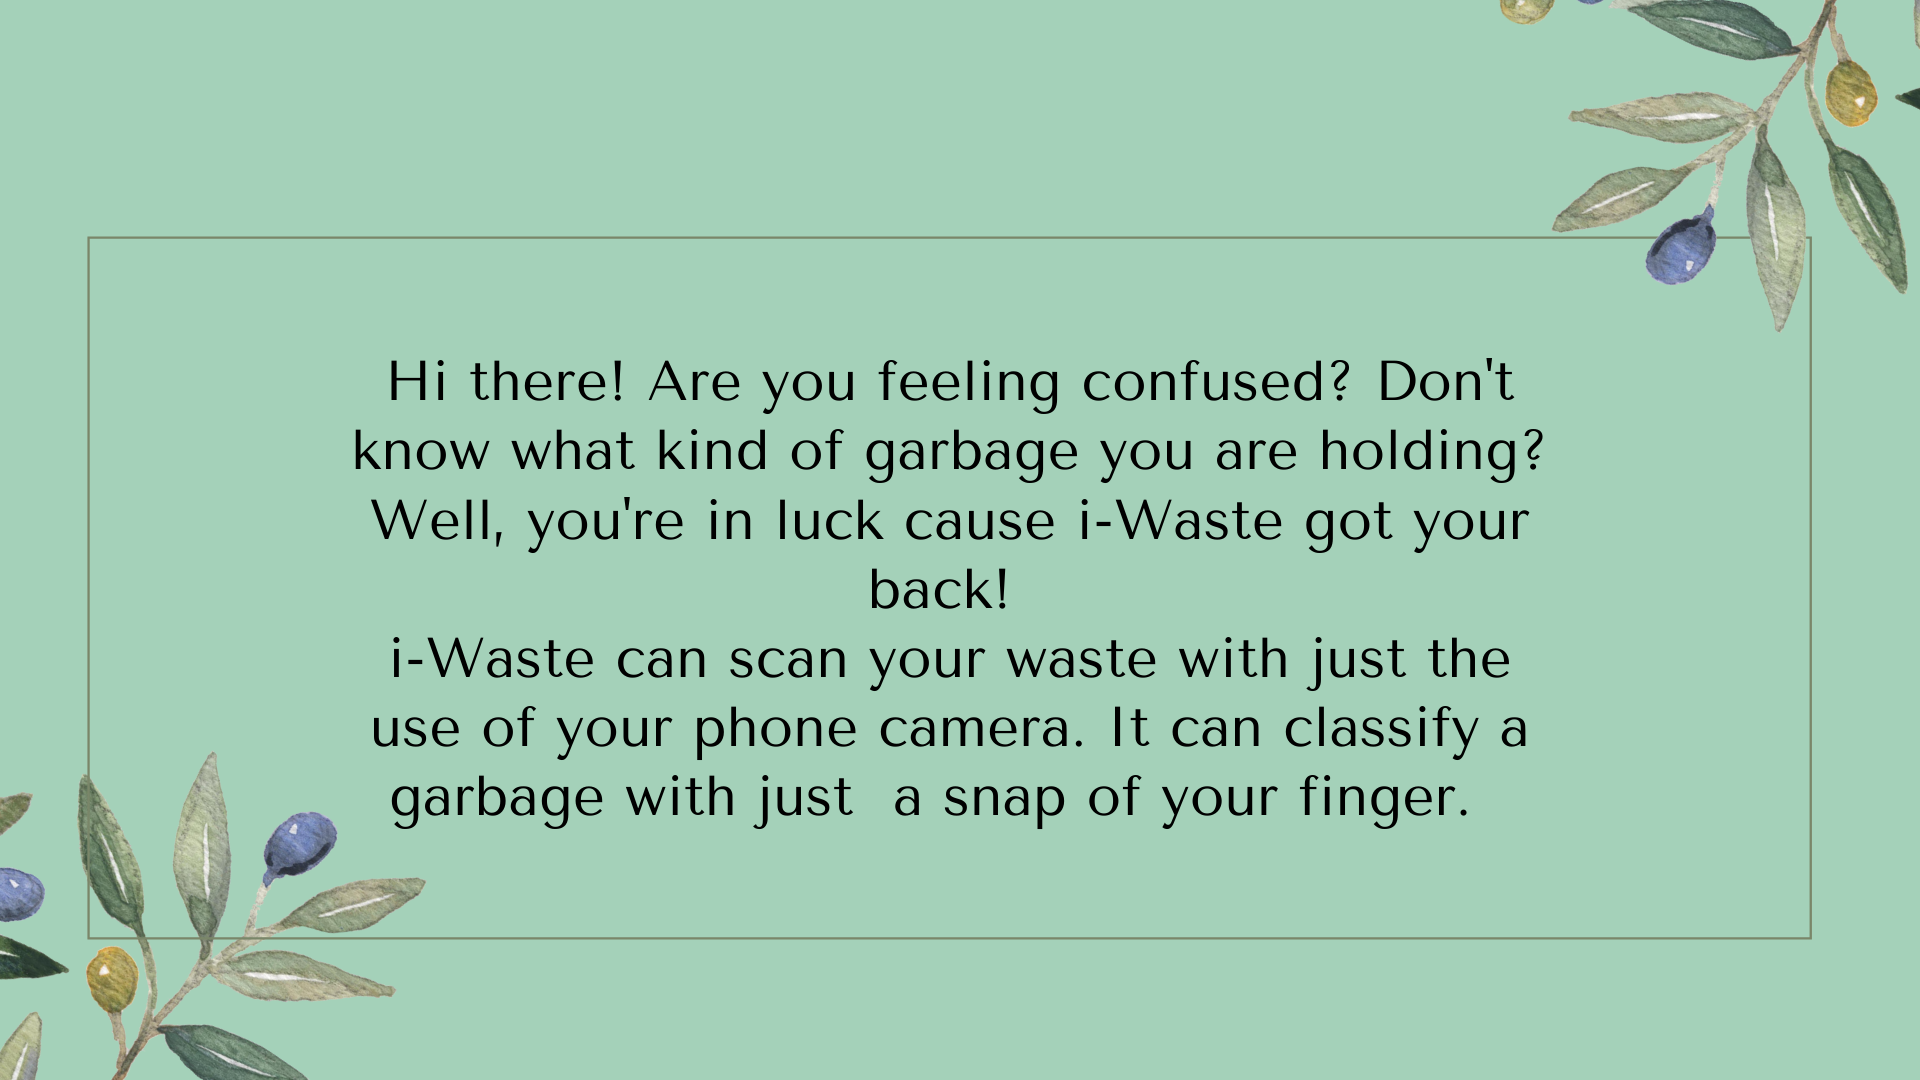 Hi there! Are you feeling confused? Don't
know what kind of garbage you are holding?
Well, you're in luck cause i-Waste got your
back!
i-Waste can scan your waste with just the
use of your phone camera. It can classify a
garbage with just  a snap of your finger.